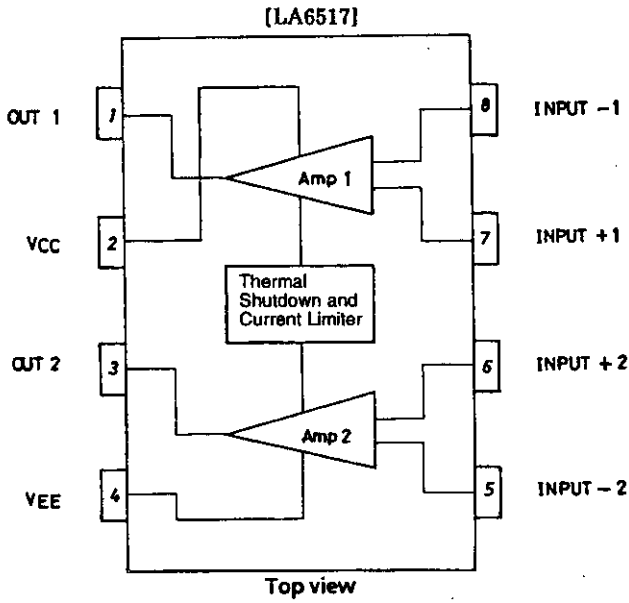 [LA6517]
OUT 1
1
8
INPUT -1
Amp 1
VCC
2
7
INPUT +1
Thermal
Shutdown and
Current Limiter
OUT 2
3
6
INPUT +2
Amp 2
VEE
4
5
INPUT -2
Top view